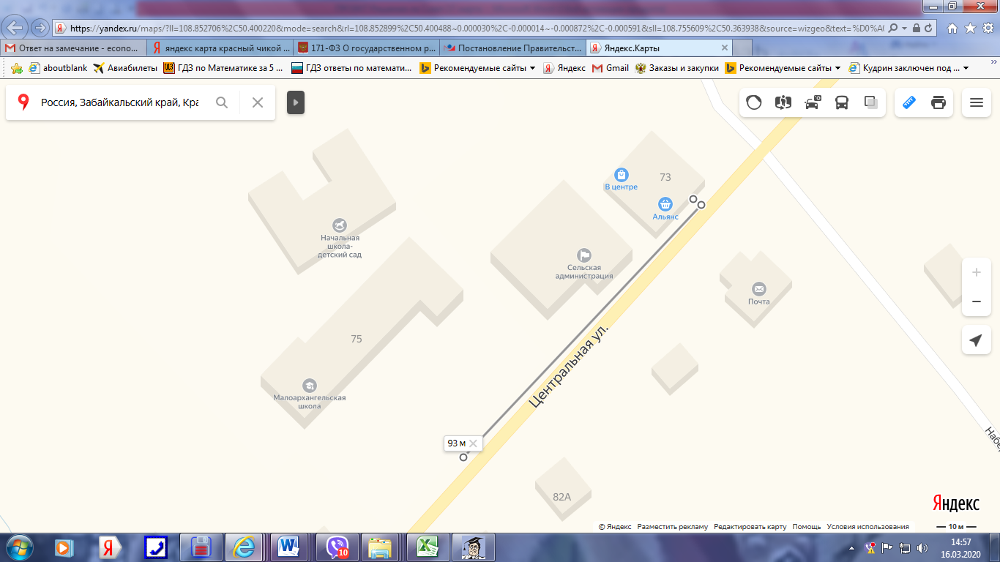 https://yandex.ru/maps/?ll=108.852706%2C50.400220&mode=search&rl=108.852899%2C50.400488~0.000030%2C-0.000014~-0.000872%2C-0.000591&sll=108.755609%2C50.363938&source=wizgeo&text=%D0%A
Ответ на замечание - econo...
яндекс карта красный чикой ...
171-ФЗ О государственном р...
Постановление Правительст...
Яндекс.Карты
aboutblank
Авиабилеты
ГДЗ по Математике за 5 ...
ГДЗ ответы по математи...
Рекомендуемые сайты
Яндекс
Gmail
Заказы и закупки
Рекомендуемые сайты
Кудрин заключен под ...
Россия, Забайкальский край, Кра
73
В центре
Альянс
Начальная
школа-
детский сад
Сельская
администрация
Почта
75
Малоархангельская
школа
Центральная ул.
93 м
82А
Набе
Яндекс
© Яндекс
Разместить рекламу
Редактировать карту
Помощь
Условия использования
10 м
10
14:57
16.03.2020